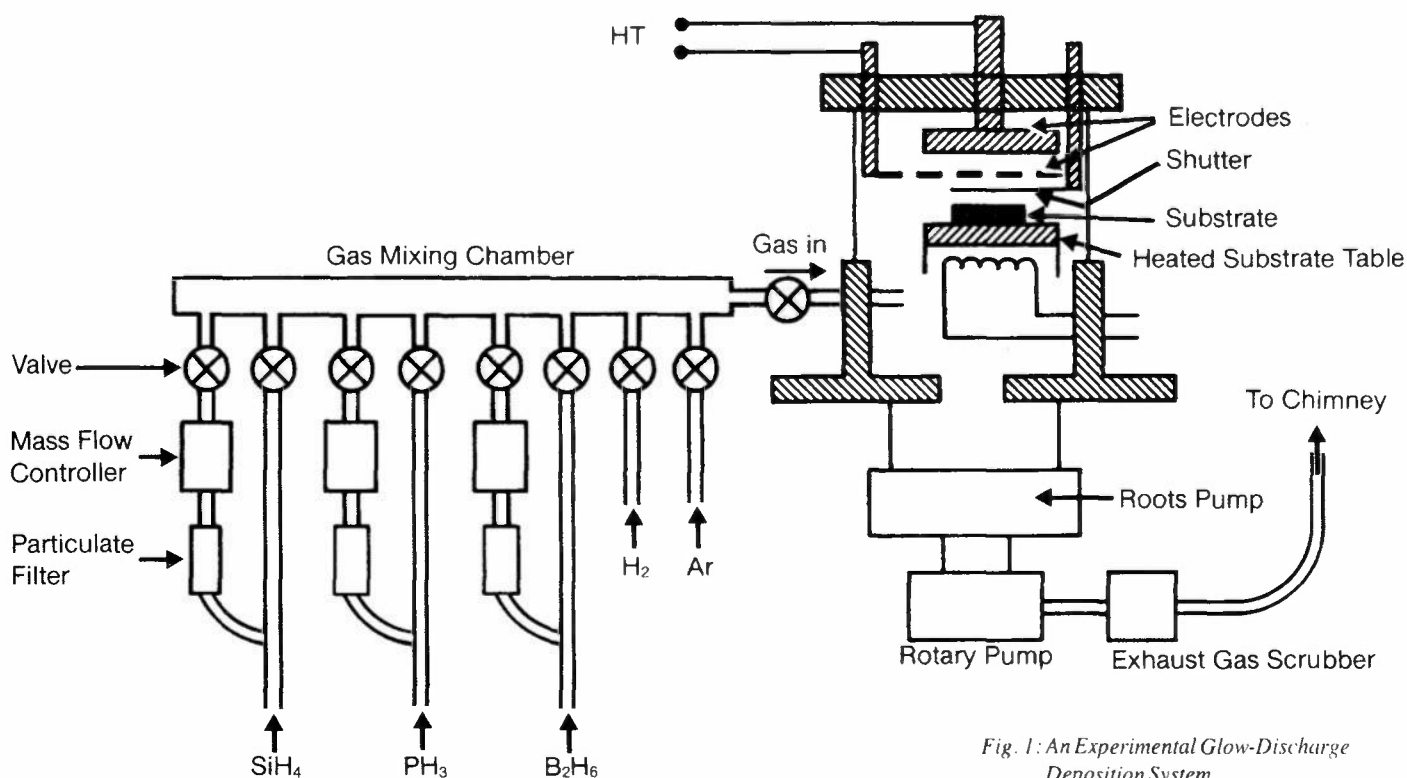 HT
Electrodes
Shutter
Substrate
Heated Substrate Table
Gas in
Gas Mixing Chamber
Valve
Mass Flow
Controller
Particulate
Filter
H₂
Ar
SiH₄
PH₃
B₂H₆
To Chimney
Roots Pump
Rotary Pump
Exhaust Gas Scrubber
Fig. 1: An Experimental Glow-Discharge
Deposition System